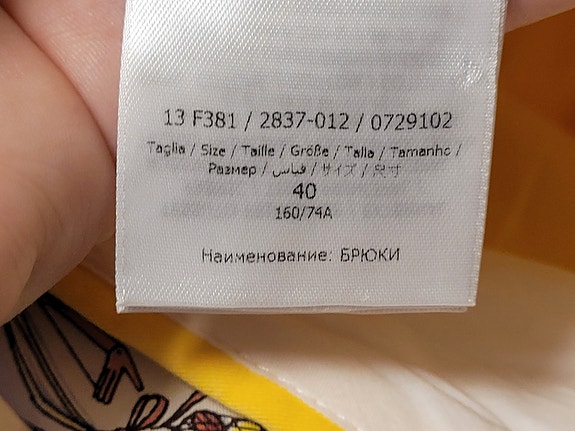 13 F381 / 2837-012 / 0729102
Taglia / Size / Taille / Größe / Talla / Tamanho /
Размер / قياس / サイズ / 尺寸
40
160/74A
Наименование: БРЮКИ